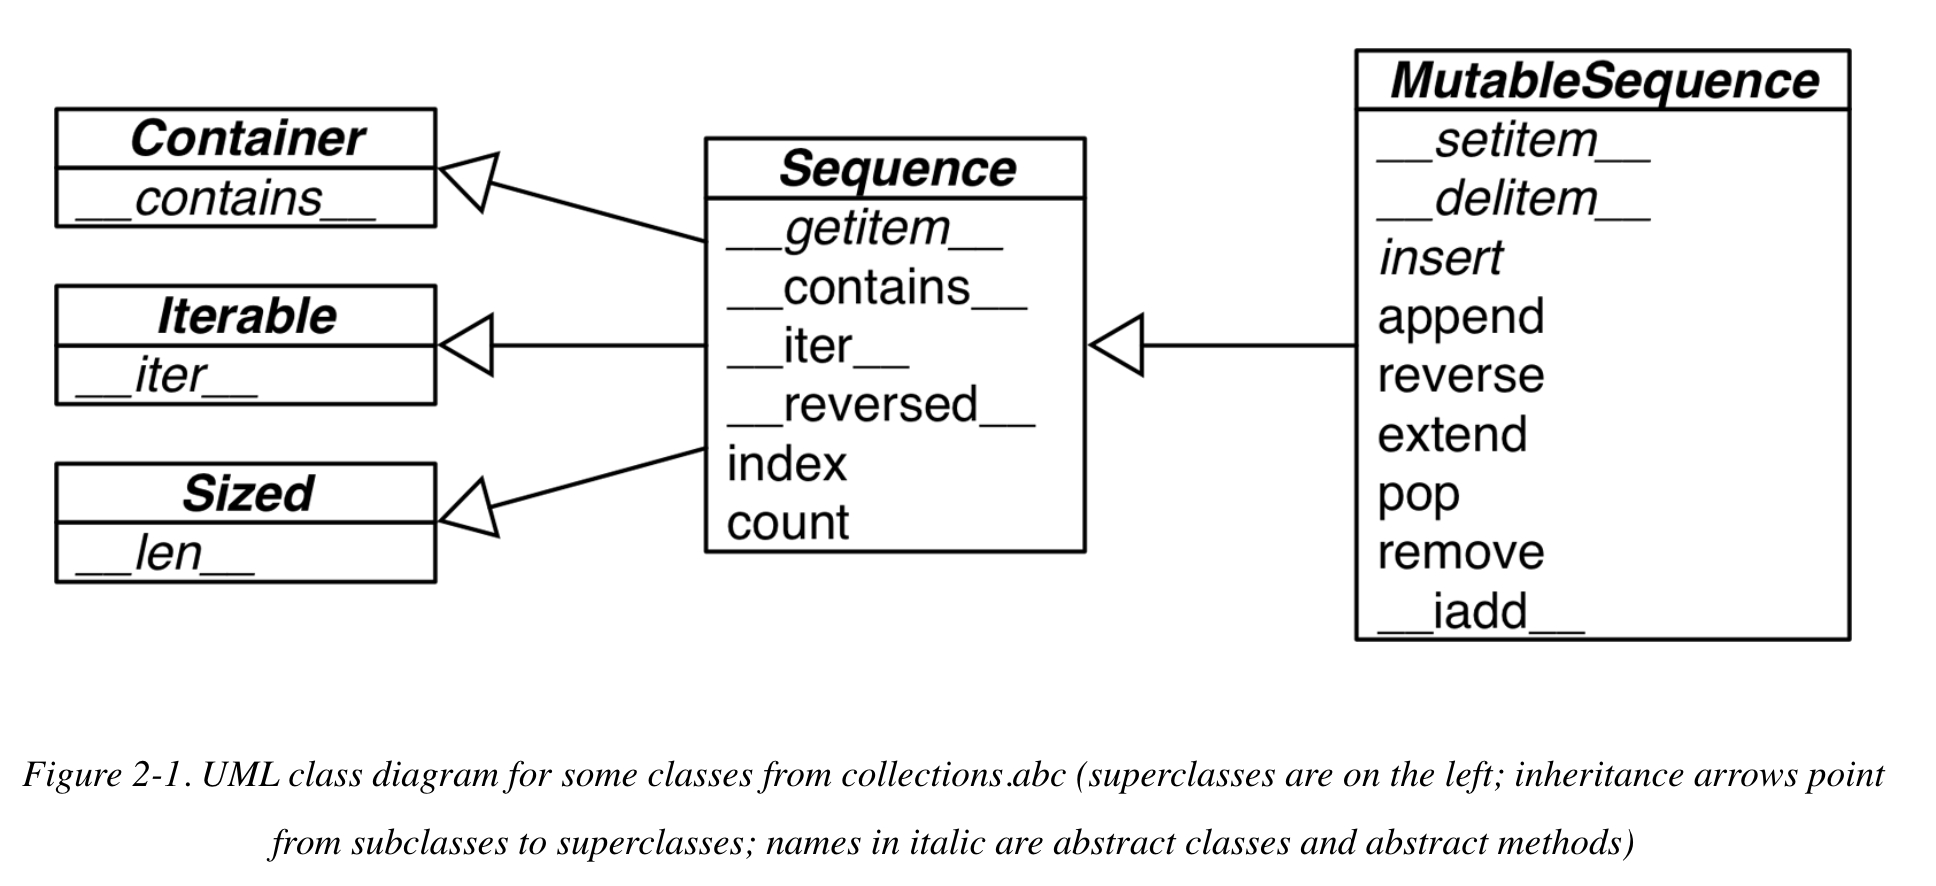 Container
__contains__
Iterable
__iter__
Sized
__len__
Sequence
__getitem__
__contains__
__iter__
__reversed__
index
count
MutableSequence
__setitem__
__delitem__
insert
append
reverse
extend
pop
remove
__iadd__
Figure 2-1. UML class diagram for some classes from collections.abc (superclasses are on the left; inheritance arrows point
from subclasses to superclasses; names in italic are abstract classes and abstract methods)